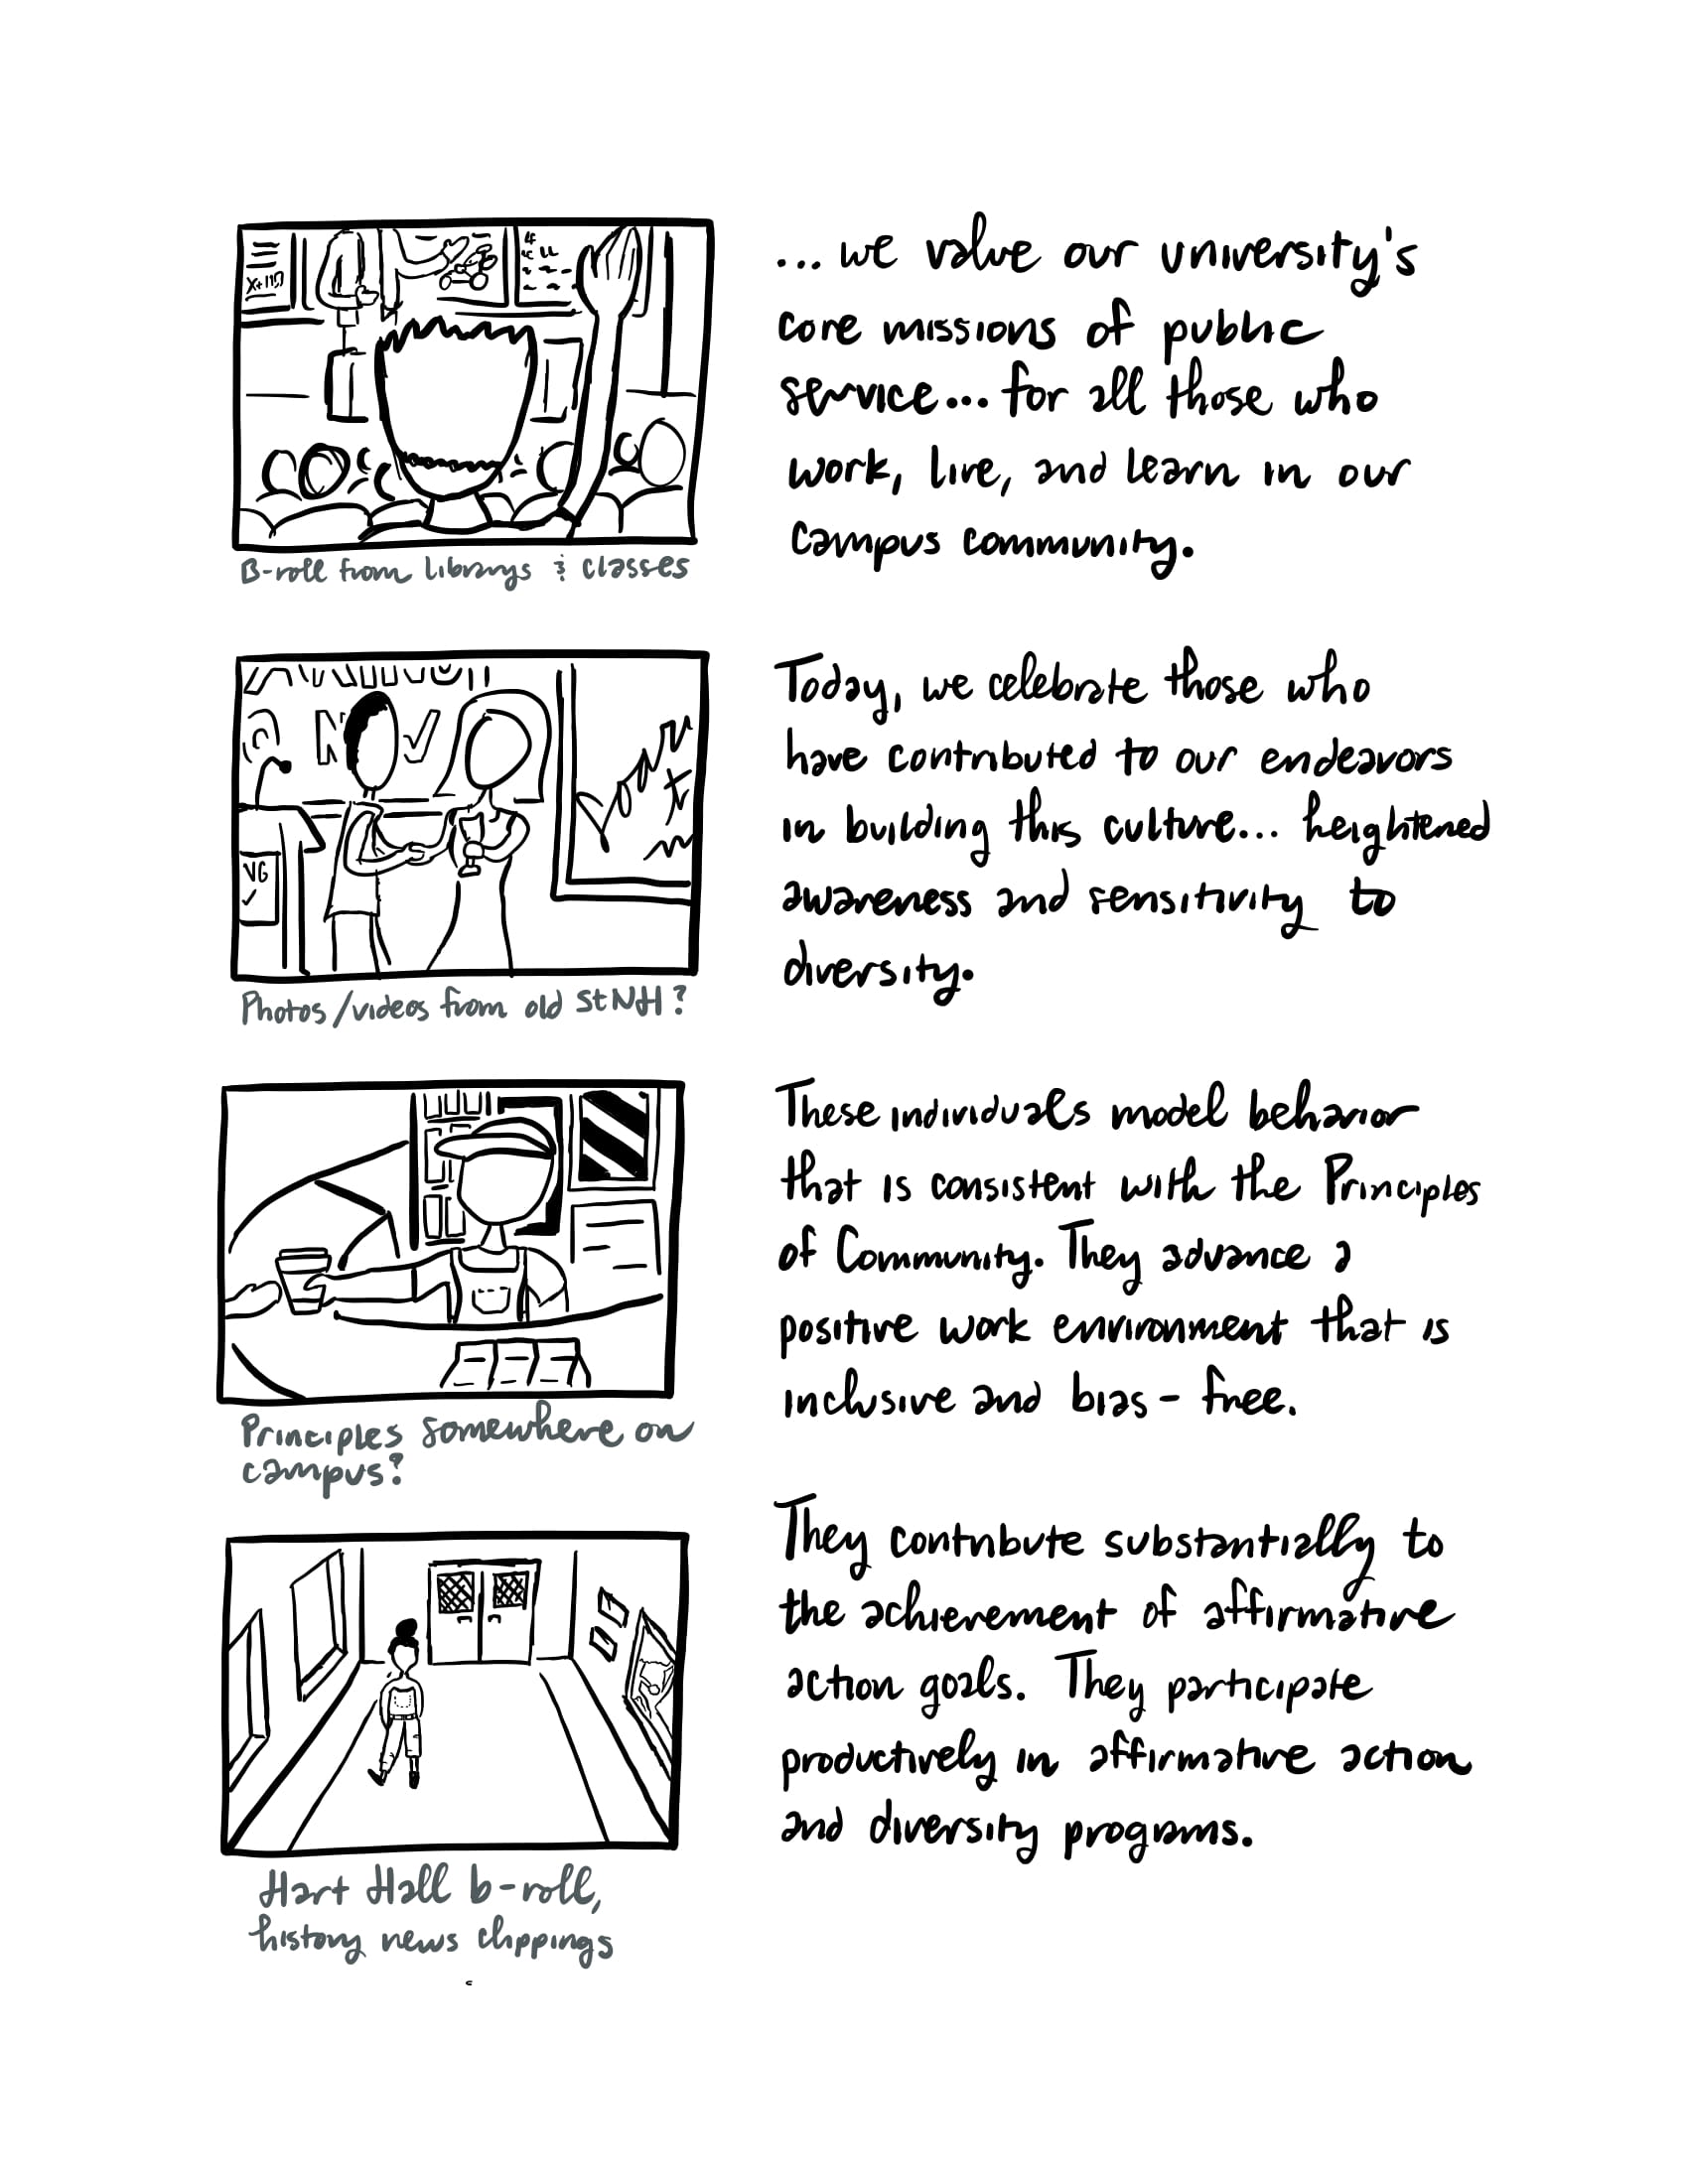 ... we value our university's
core missions of public
service... for all those who
work, live, and learn in our
campus community.
B-roll from librarys & classes
Today, we celebrate those who
have contributed to our endeavors
in building this culture... heightened
awareness and sensitivity to
diversity.
VG
Photos/videos from old StNH?
These individuals model behavior
that is consistent with the Principles
of Community. They advance a
positive work environment that is
inclusive and bias-free.
Principles somewhere on
campus?
They contribute substantially to
the achievement of affirmative
action goals. They participate
productively in affirmative action
and diversity programs.
Hart Hall b-roll,
history news clippings